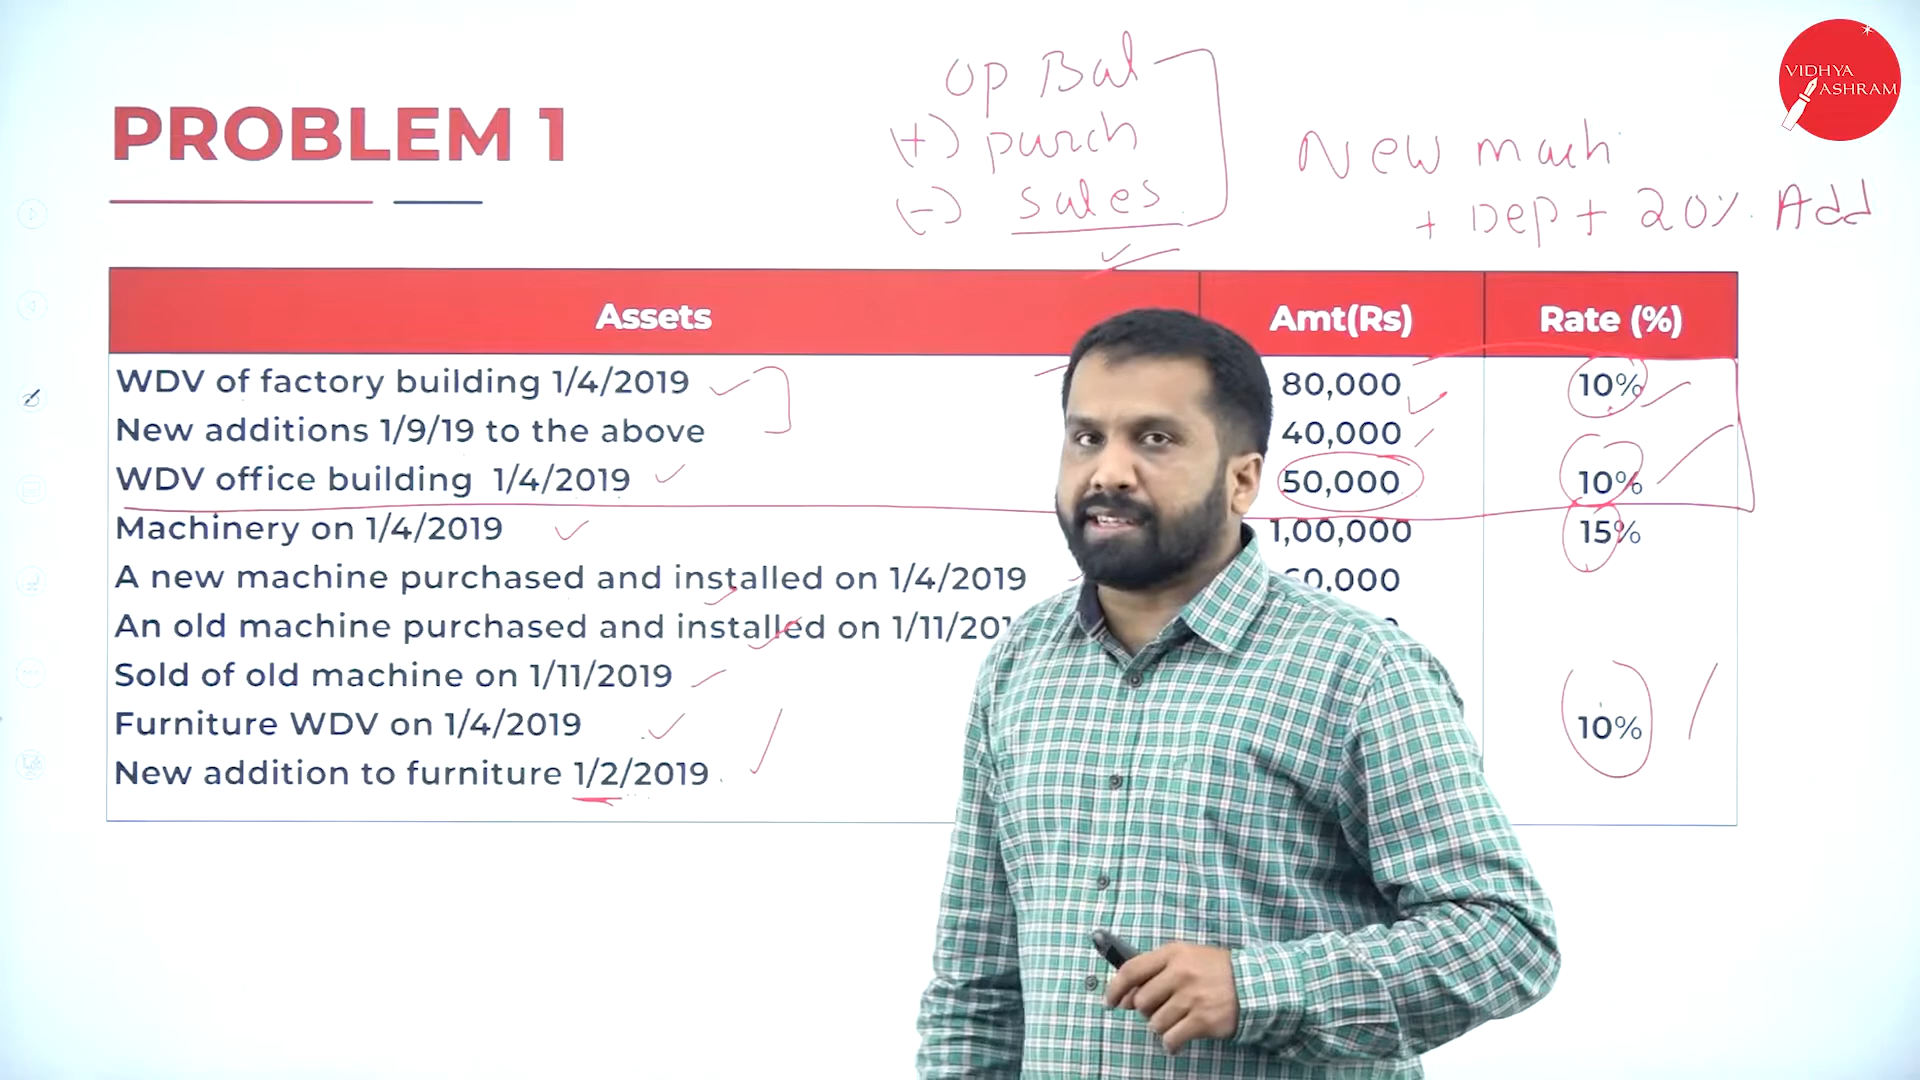 VIDHYA
ASHRAM
Op Bal
(+) purch
(-) sales
New mach
+ Dep + 20% Add
PROBLEM 1
Assets Amt(Rs) Rate (%)
WDV of factory building 1/4/2019 80,000 10%
New additions 1/9/19 to the above 40,000
WDV office building 1/4/2019 50,000 10%
Machinery on 1/4/2019 1,00,000 15%
A new machine purchased and installed on 1/4/2019
An old machine purchased and installed on
Sold of old machine on 1/11/2019
Furniture WDV on 1/4/2019 10%
New addition to furniture 1/2/2019